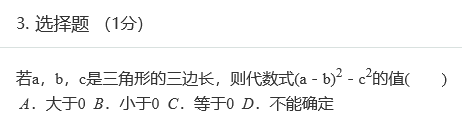 3. 选择题 （1分）
若a，b，c是三角形的三边长，则代数式(a - b)² - c²的值(　　)
A．大于0 B．小于0 C．等于0 D．不能确定